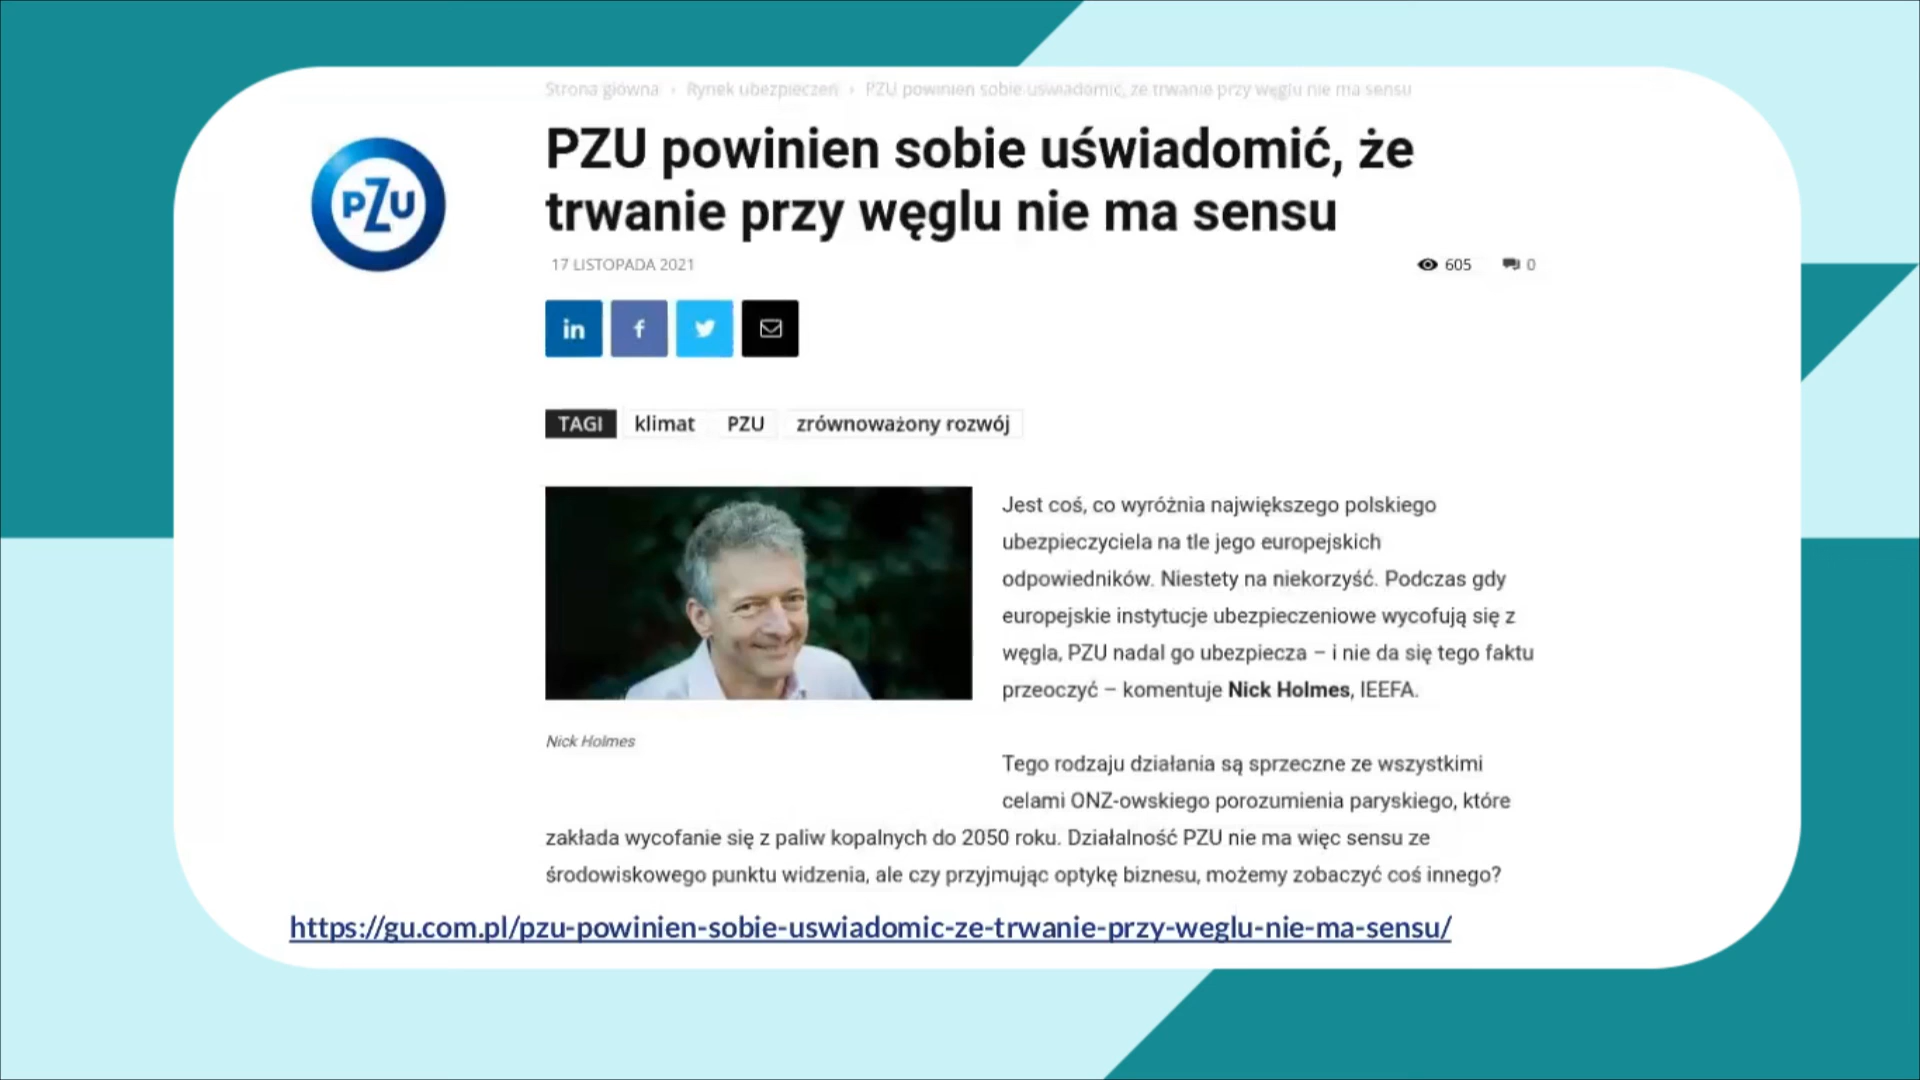 Strona główna › Rynek ubezpieczeń › PZU powinien sobie uświadomić, że trwanie przy węglu nie ma sensu
PZU
PZU powinien sobie uświadomić, że
trwanie przy węglu nie ma sensu
17 LISTOPADA 2021
605
0
in
f
TAGI klimat PZU zrównoważony rozwój
Jest coś, co wyróżnia największego polskiego
ubezpieczyciela na tle jego europejskich
odpowiedników. Niestety na niekorzyść. Podczas gdy
europejskie instytucje ubezpieczeniowe wycofują się z
węgla, PZU nadal go ubezpiecza – i nie da się tego faktu
przeoczyć – komentuje Nick Holmes, IEEFA.
Nick Holmes
Tego rodzaju działania są sprzeczne ze wszystkimi
celami ONZ-owskiego porozumienia paryskiego, które
zakłada wycofanie się z paliw kopalnych do 2050 roku. Działalność PZU nie ma więc sensu ze
środowiskowego punktu widzenia, ale czy przyjmując optykę biznesu, możemy zobaczyć coś innego?
https://gu.com.pl/pzu-powinien-sobie-uswiadomic-ze-trwanie-przy-weglu-nie-ma-sensu/